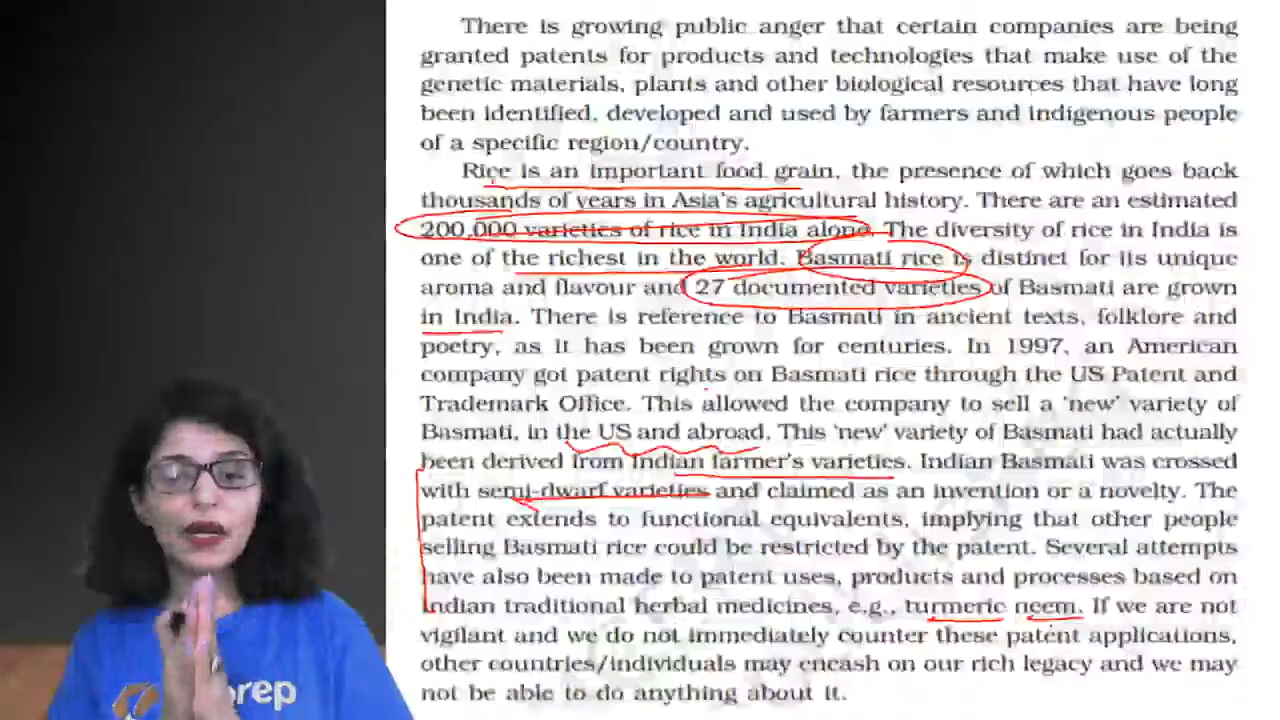 There is growing public anger that certain companies are being
granted patents for products and technologies that make use of the
genetic materials, plants and other biological resources that have long
been identified, developed and used by farmers and indigenous people
of a specific region/country.
Rice is an important food grain, the presence of which goes back
thousands of years in Asia's agricultural history. There are an estimated
200,000 varieties of rice in India alone. The diversity of rice in India is
one of the richest in the world. Basmati rice is distinct for its unique
aroma and flavour and 27 documented varieties of Basmati are grown
in India. There is reference to Basmati in ancient texts, folklore and
poetry, as it has been grown for centuries. In 1997, an American
company got patent rights on Basmati rice through the US Patent and
Trademark Office. This allowed the company to sell a 'new' variety of
Basmati, in the US and abroad. This 'new' variety of Basmati had actually
been derived from Indian farmer's varieties. Indian Basmati was crossed
with semi-dwarf varieties and claimed as an invention or a novelty. The
patent extends to functional equivalents, implying that other people
selling Basmati rice could be restricted by the patent. Several attempts
have also been made to patent uses, products and processes based on
Indian traditional herbal medicines, e.g., turmeric neem. If we are not
vigilant and we do not immediately counter these patent applications,
other countries/individuals may encash on our rich legacy and we may
not be able to do anything about it.
rep